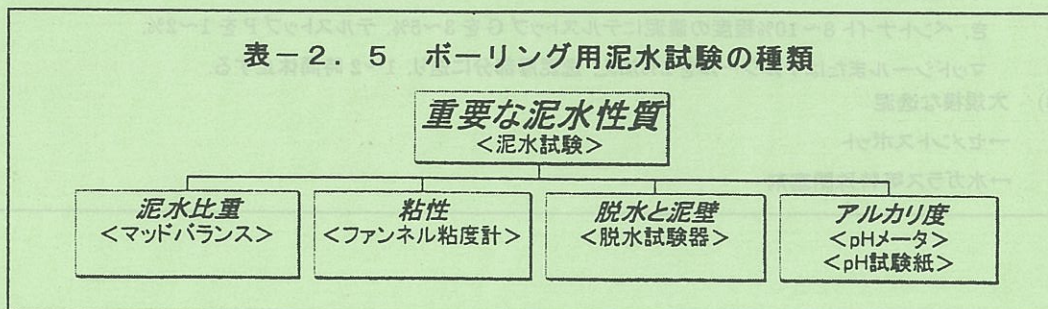 表－2．5　ボーリング用泥水試験の種類
重要な泥水性質
<泥水試験>
泥水比重
<マッドバランス>
粘性
<ファンネル粘度計>
脱水と泥壁
<脱水試験器>
アルカリ度
<pHメータ>
<pH試験紙>